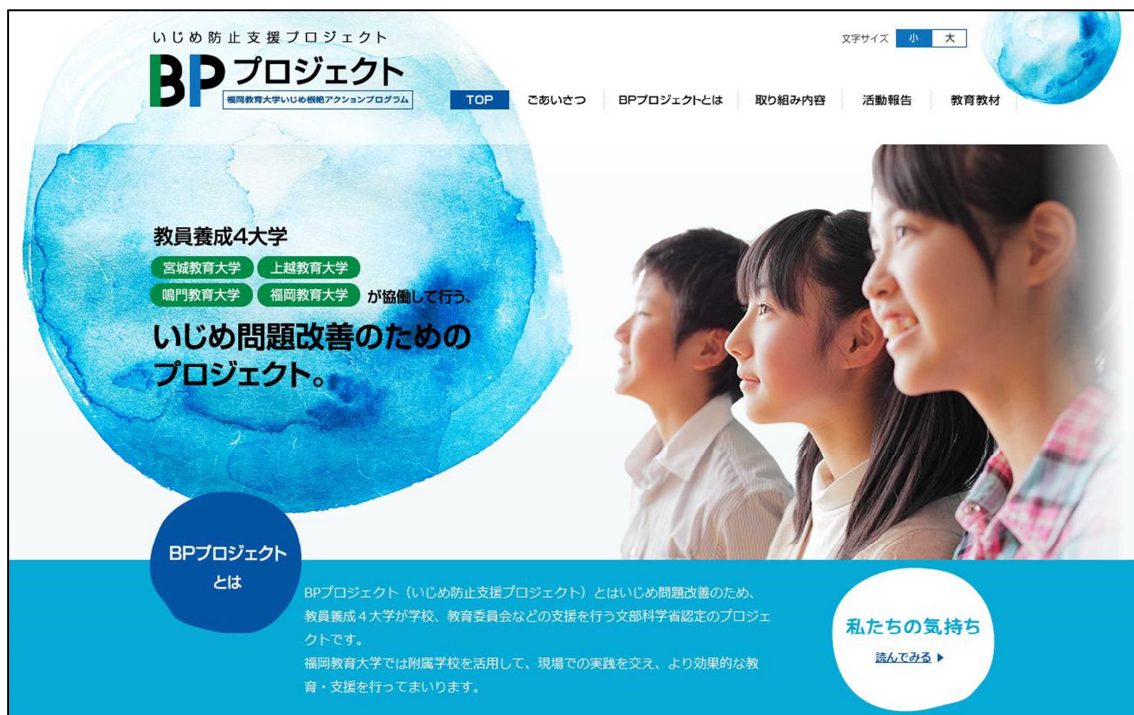 いじめ防止支援プロジェクト
BPプロジェクト
福岡教育大学いじめ根絶アクションプログラム
文字サイズ 小 大
TOP ごあいさつ BPプロジェクトとは 取り組み内容 活動報告 教育教材
教員養成4大学
宮城教育大学 上越教育大学
鳴門教育大学 福岡教育大学 が協働して行う、
いじめ問題改善のための
プロジェクト。
BPプロジェクト
とは
BPプロジェクト（いじめ防止支援プロジェクト）とはいじめ問題改善のため、
教員養成４大学が学校、教育委員会などの支援を行う文部科学省認定のプロジェ
クトです。
福岡教育大学では附属学校を活用して、現場での実践を交え、より効果的な教
育・支援を行ってまいります。
私たちの気持ち
読んでみる